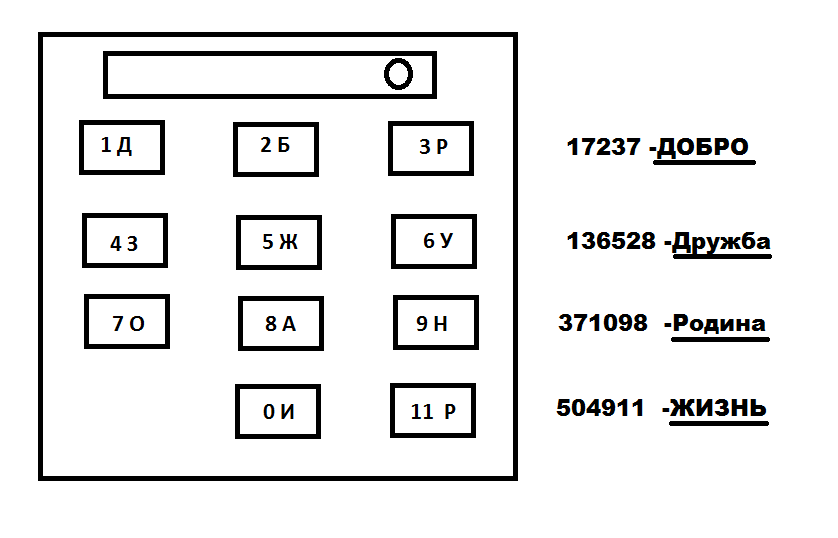 1 Д 2 Б 3 Р 17237 -ДОБРО
4 З 5 Ж 6 У 136528 -Дружба
7 О 8 А 9 Н 371098 -Родина
0 И 11 Р 504911 -ЖИЗНЬ